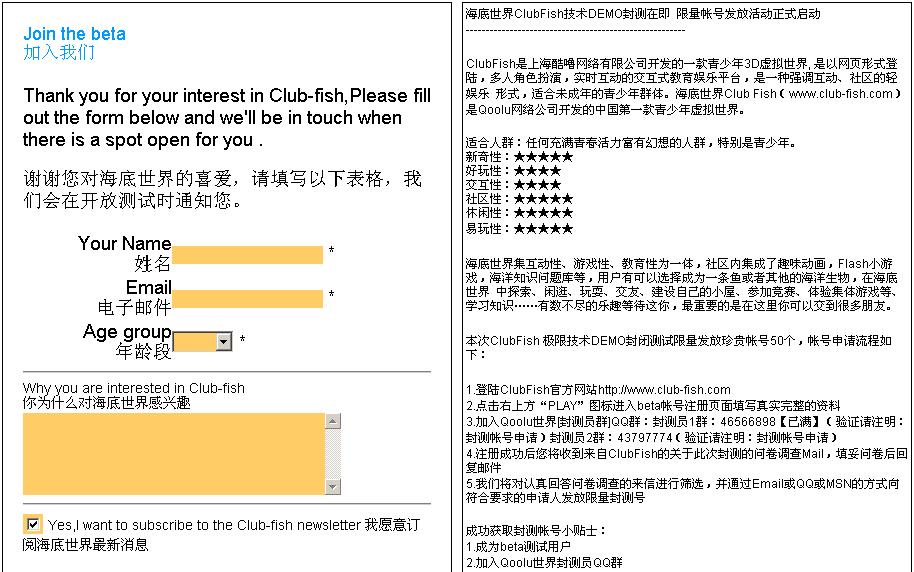 Join the beta
加入我们
Thank you for your interest in Club-fish,Please fill
out the form below and we'll be in touch when
there is a spot open for you .
谢谢您对海底世界的喜爱，请填写以下表格，我
们会在开放测试时通知您。
Your Name
姓名
*
Email
电子邮件
*
Age group
年龄段
*
Why you are interested in Club-fish
你为什么对海底世界感兴趣
Yes,I want to subscribe to the Club-fish newsletter 我愿意订
阅海底世界最新消息
海底世界ClubFish技术DEMO封测在即 限量帐号发放活动正式启动
-------------------------------------------------------
ClubFish是上海酷噜网络有限公司开发的一款青少年3D虚拟世界, 是以网页形式登
陆，多人角色扮演，实时互动的交互式教育娱乐平台，是一种强调互动、社区的轻
娱乐 形式，适合未成年的青少年群体。海底世界Club Fish（www.club-fish.com）
是Qoolu网络公司开发的中国第一款青少年虚拟世界。
适合人群：任何充满青春活力富有幻想的人群，特别是青少年。
新奇性：★★★★★
好玩性：★★★★
交互性：★★★★
社区性：★★★★★
休闲性：★★★★★
易玩性：★★★★★
海底世界集互动性、游戏性、教育性为一体，社区内集成了趣味动画，Flash小游
戏，海洋知识问题库等，用户有可以选择成为一条鱼或者其他的海洋生物，在海底
世界 中探索、闲逛、玩耍、交友、建设自己的小屋、参加竞赛、体验集体游戏等、
学习知识……有数不尽的乐趣等待这你，最重要的是在这里你可以交到很多朋友。
本次ClubFish 极限技术DEMO封闭测试限量发放珍贵帐号50个，帐号申请流程如
下：
1.登陆ClubFish官方网站http://www.club-fish.com
2.点击右上方“PLAY”图标进入beta帐号注册页面填写真实完整的资料
3.加入Qoolu世界[封测员群]QQ群：封测员1群：46566898【已满】（验证请注明：
封测帐号申请）封测员2群：43797774（验证请注明：封测帐号申请）
4.注册成功后您将收到来自ClubFish的关于此次封测的问卷调查Mail，填妥问卷后回
复邮件
5.我们将对认真回答问卷调查的来信进行筛选，并通过Email或QQ或MSN的方式向
符合要求的申请人发放限量封测号
成功获取封测帐号小贴士：
1.成为beta测试用户
2.加入Qoolu世界封测员QQ群